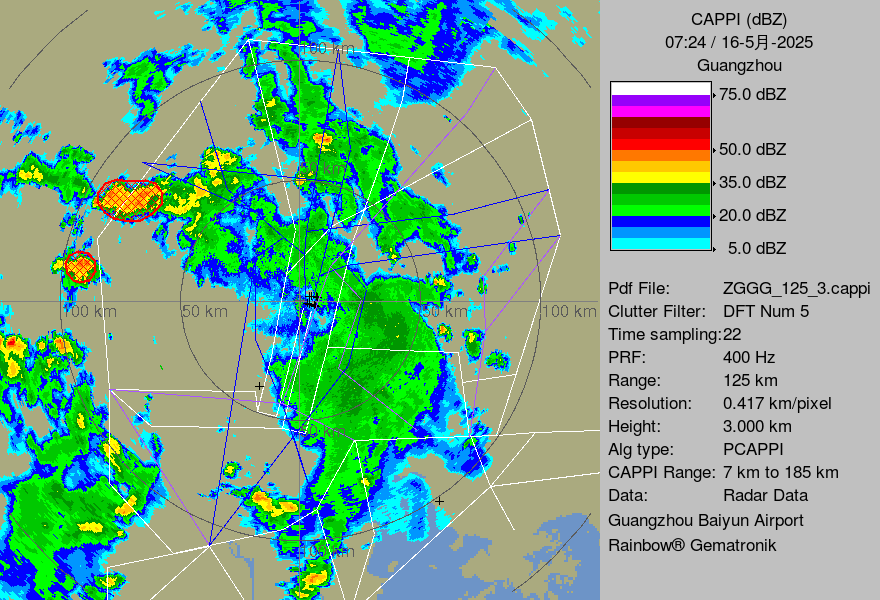 CAPPI (dBZ)
07:24 / 16-5月-2025
Guangzhou
75.0 dBZ
50.0 dBZ
35.0 dBZ
20.0 dBZ
5.0 dBZ
Pdf File: ZGGG_125_3.cappi
Clutter Filter: DFT Num 5
Time sampling:22
PRF: 400 Hz
Range: 125 km
Resolution: 0.417 km/pixel
Height: 3.000 km
Alg type: PCAPPI
CAPPI Range: 7 km to 185 km
Data: Radar Data
Guangzhou Baiyun Airport
Rainbow® Gematronik
100 km
100 km
50 km
50 km
100 km
100 km